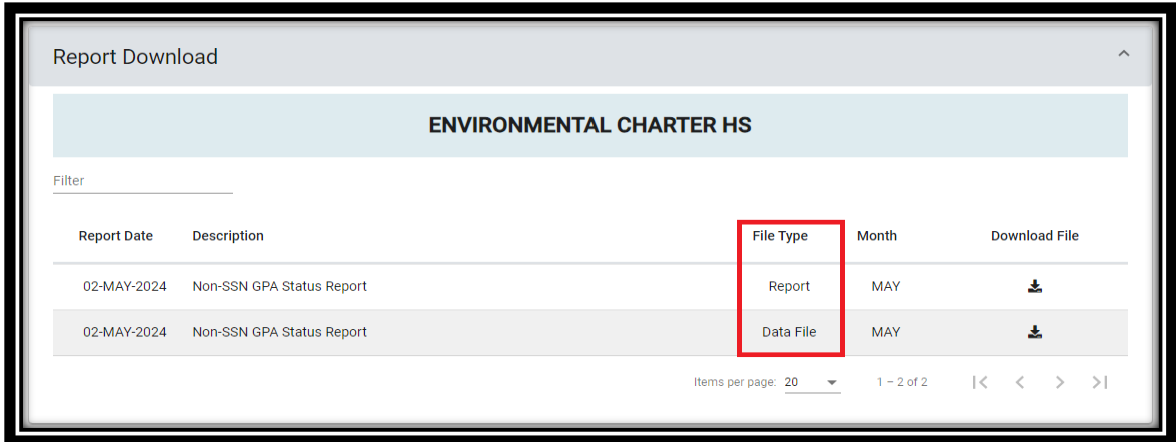 Report Download
ENVIRONMENTAL CHARTER HS
Filter
Report Date Description File Type Month Download File
02-MAY-2024 Non-SSN GPA Status Report Report MAY
02-MAY-2024 Non-SSN GPA Status Report Data File MAY
Items per page: 20 1 – 2 of 2